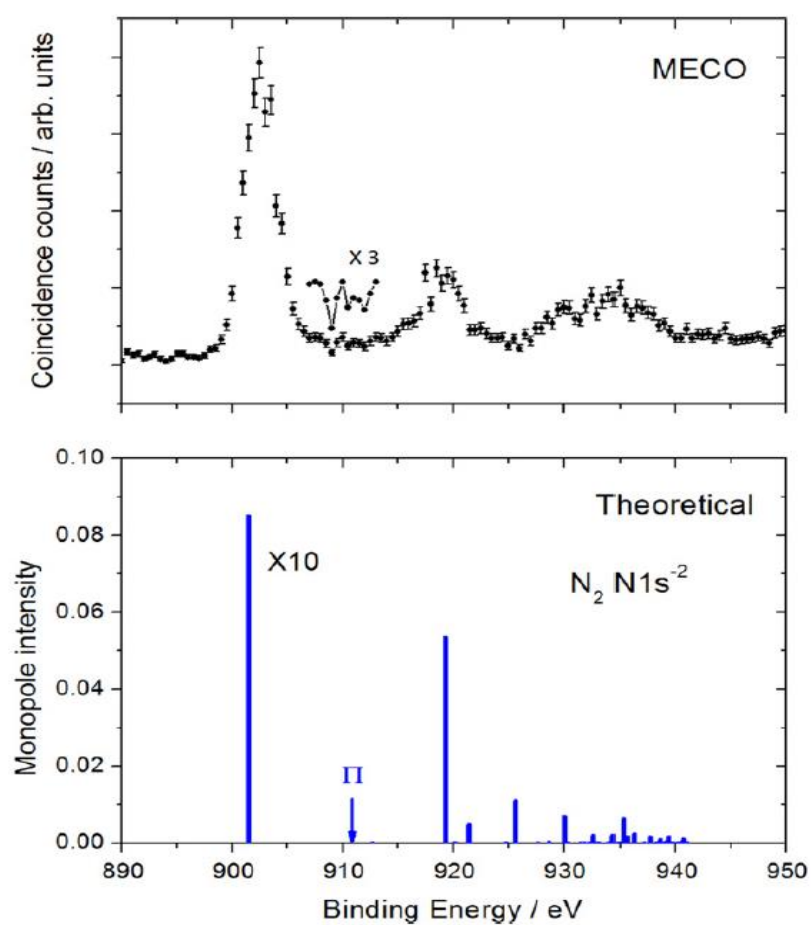 MECO
Coincidence counts / arb. units
X 3
0.10
Theoretical
0.08
X10
N₂ N1s⁻²
0.06
Monopole intensity
0.04
0.02
Π
0.00
890 900 910 920 930 940 950
Binding Energy / eV